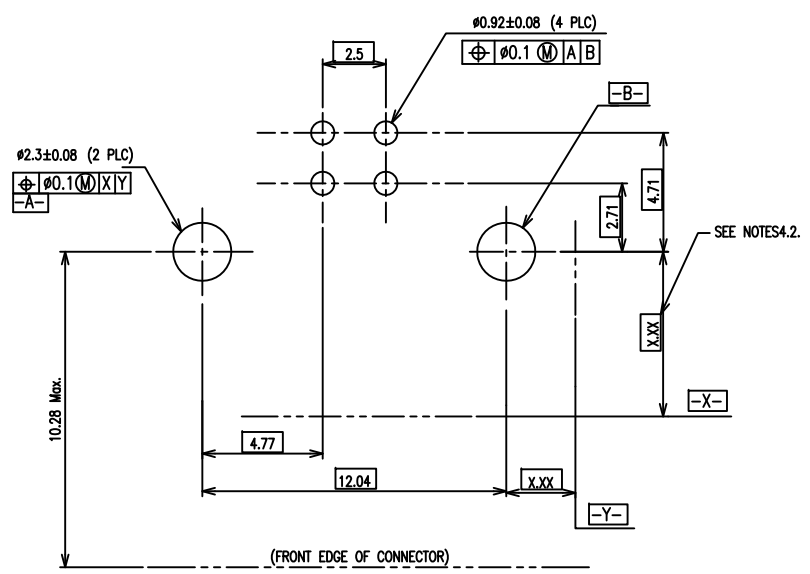 ø0.92±0.08 (4 PLC)
⌖ ø0.1 Ⓜ A B
2.5
-B-
ø2.3±0.08 (2 PLC)
⌖ ø0.1 Ⓜ X Y
-A-
4.71
2.71
SEE NOTES4.2.
X.XX
10.28 Max.
-X-
4.77
12.04
X.XX
-Y-
(FRONT EDGE OF CONNECTOR)